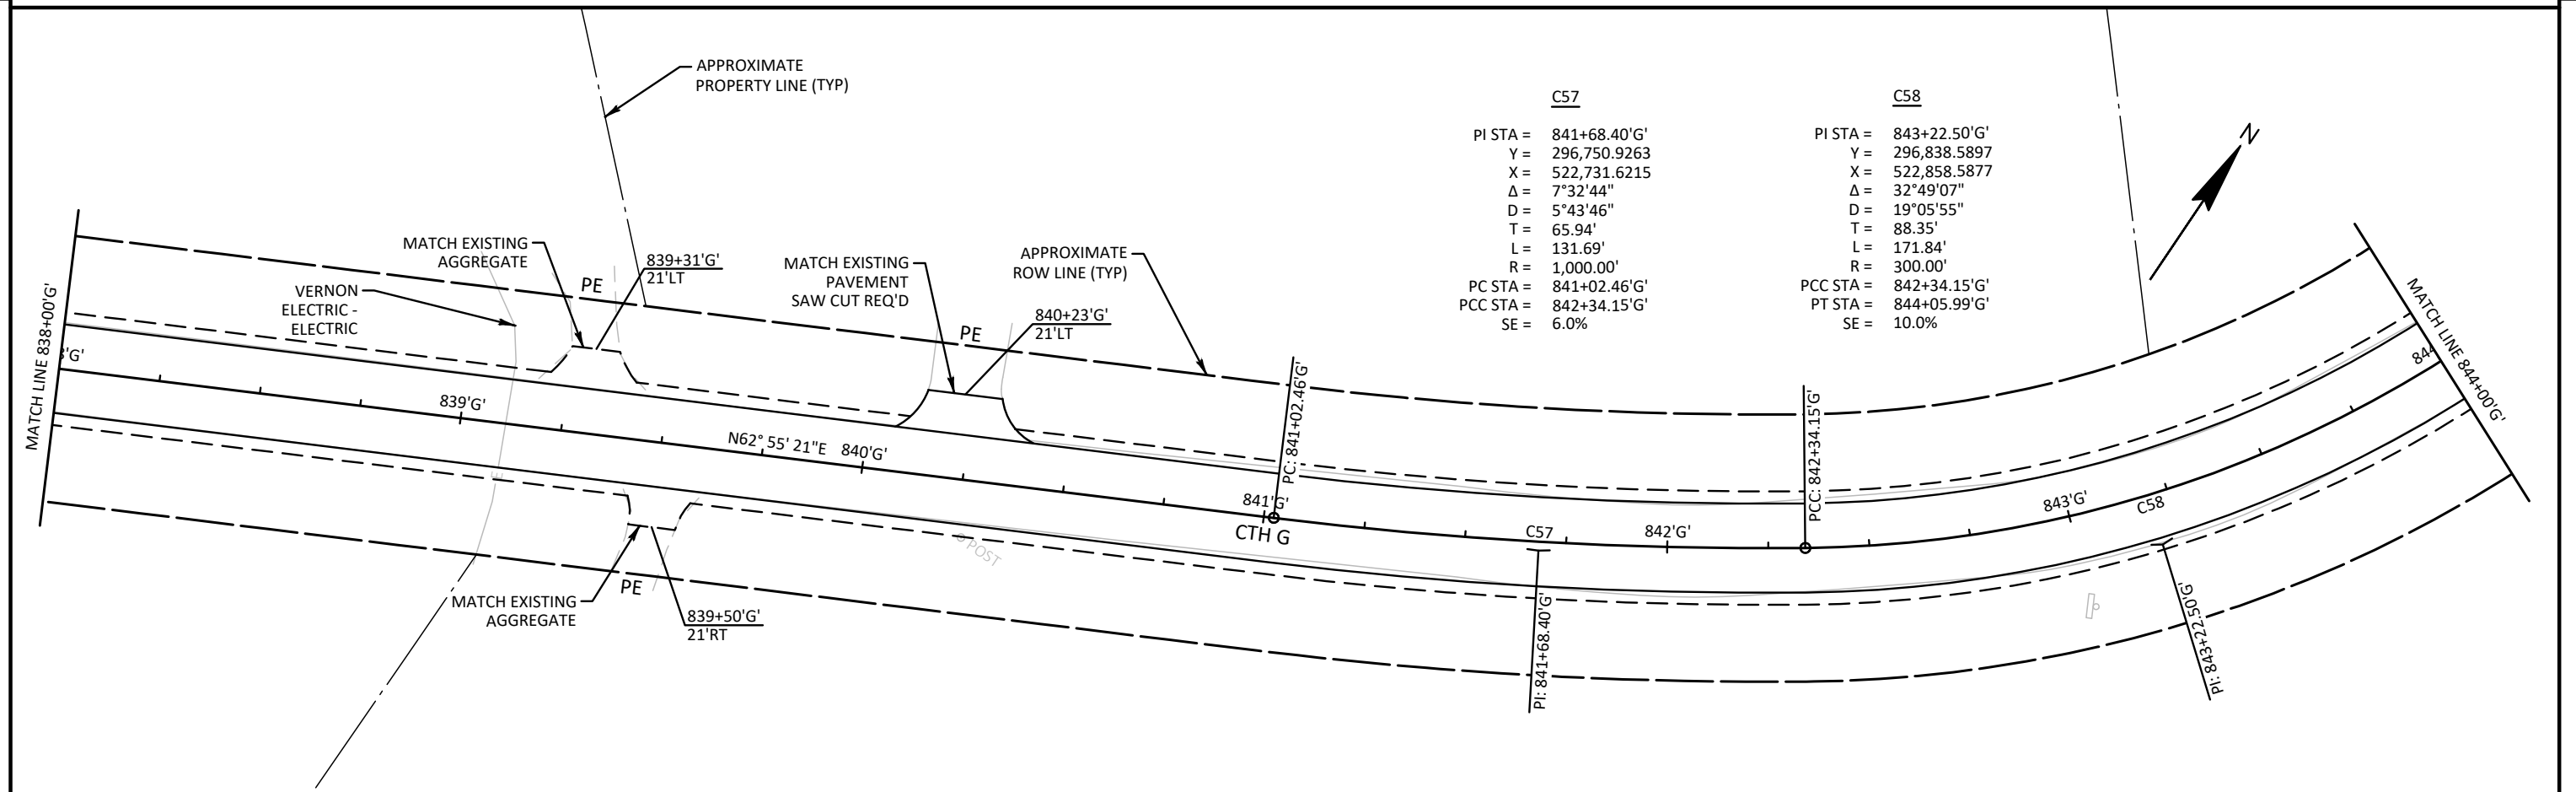 APPROXIMATE
PROPERTY LINE (TYP)
C57
PI STA = 841+68.40'G'
Y = 296,750.9263
X = 522,731.6215
Δ = 7°32'44"
D = 5°43'46"
T = 65.94'
L = 131.69'
R = 1,000.00'
PC STA = 841+02.46'G'
PCC STA = 842+34.15'G'
SE = 6.0%
C58
PI STA = 843+22.50'G'
Y = 296,838.5897
X = 522,858.5877
Δ = 32°49'07"
D = 19°05'55"
T = 88.35'
L = 171.84'
R = 300.00'
PCC STA = 842+34.15'G'
PT STA = 844+05.99'G'
SE = 10.0%
N
MATCH EXISTING
AGGREGATE
839+31'G'
21'LT
MATCH EXISTING
PAVEMENT
SAW CUT REQ'D
APPROXIMATE
ROW LINE (TYP)
VERNON
ELECTRIC -
ELECTRIC
PE
840+23'G'
21'LT
PE
MATCH LINE 838+00'G'
'G'
839'G'
N62° 55' 21"E
840'G'
841'G'
CTH G
PC: 841+02.46'G'
C57
842'G'
PCC: 842+34.15'G'
843'G'
C58
844
MATCH LINE 844+00'G'
POST
MATCH EXISTING
AGGREGATE
PE
839+50'G'
21'RT
PI: 841+68.40'G'
PI: 843+22.50'G'